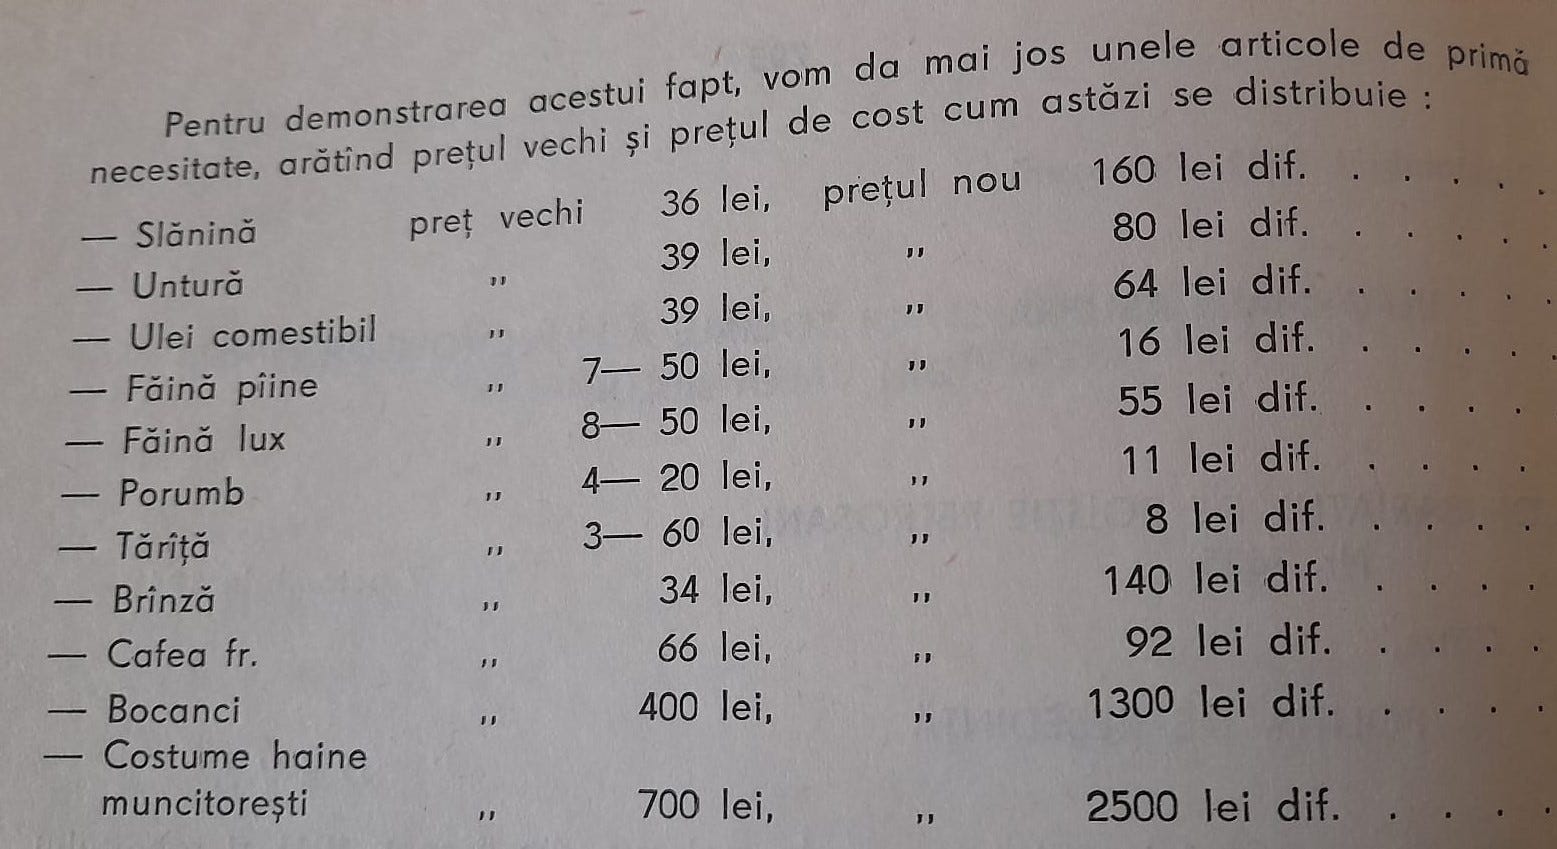 Pentru demonstrarea acestui fapt, vom da mai jos unele articole de primă
necesitate, arătînd prețul vechi și prețul de cost cum astăzi se distribuie :
— Slănină preț vechi 36 lei, prețul nou 160 lei dif. . . . . .
— Untură ,, 39 lei, ,, 80 lei dif. . . . . .
— Ulei comestibil ,, 39 lei, ,, 64 lei dif. . . . . .
— Făină pîine ,, 7— 50 lei, ,, 16 lei dif. . . . . .
— Făină lux ,, 8— 50 lei, ,, 55 lei dif. . . . .
— Porumb ,, 4— 20 lei, ,, 11 lei dif. . . . .
— Tărîță ,, 3— 60 lei, ,, 8 lei dif. . . . .
— Brînză ,, 34 lei, ,, 140 lei dif. . . . .
— Cafea fr. ,, 66 lei, ,, 92 lei dif. . . . .
— Bocanci ,, 400 lei, ,, 1300 lei dif. . . . .
— Costume haine
muncitorești ,, 700 lei, ,, 2500 lei dif. . . . .